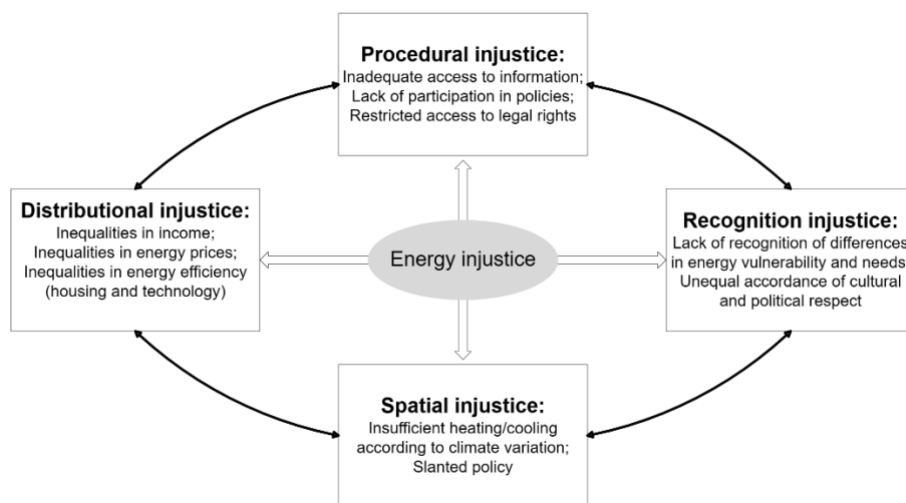 Procedural injustice:
Inadequate access to information;
Lack of participation in policies;
Restricted access to legal rights
Distributional injustice:
Inequalities in income;
Inequalities in energy prices;
Inequalities in energy efficiency
(housing and technology)
Energy injustice
Recognition injustice:
Lack of recognition of differences
in energy vulnerability and needs
Unequal accordance of cultural
and political respect
Spatial injustice:
Insufficient heating/cooling
according to climate variation;
Slanted policy